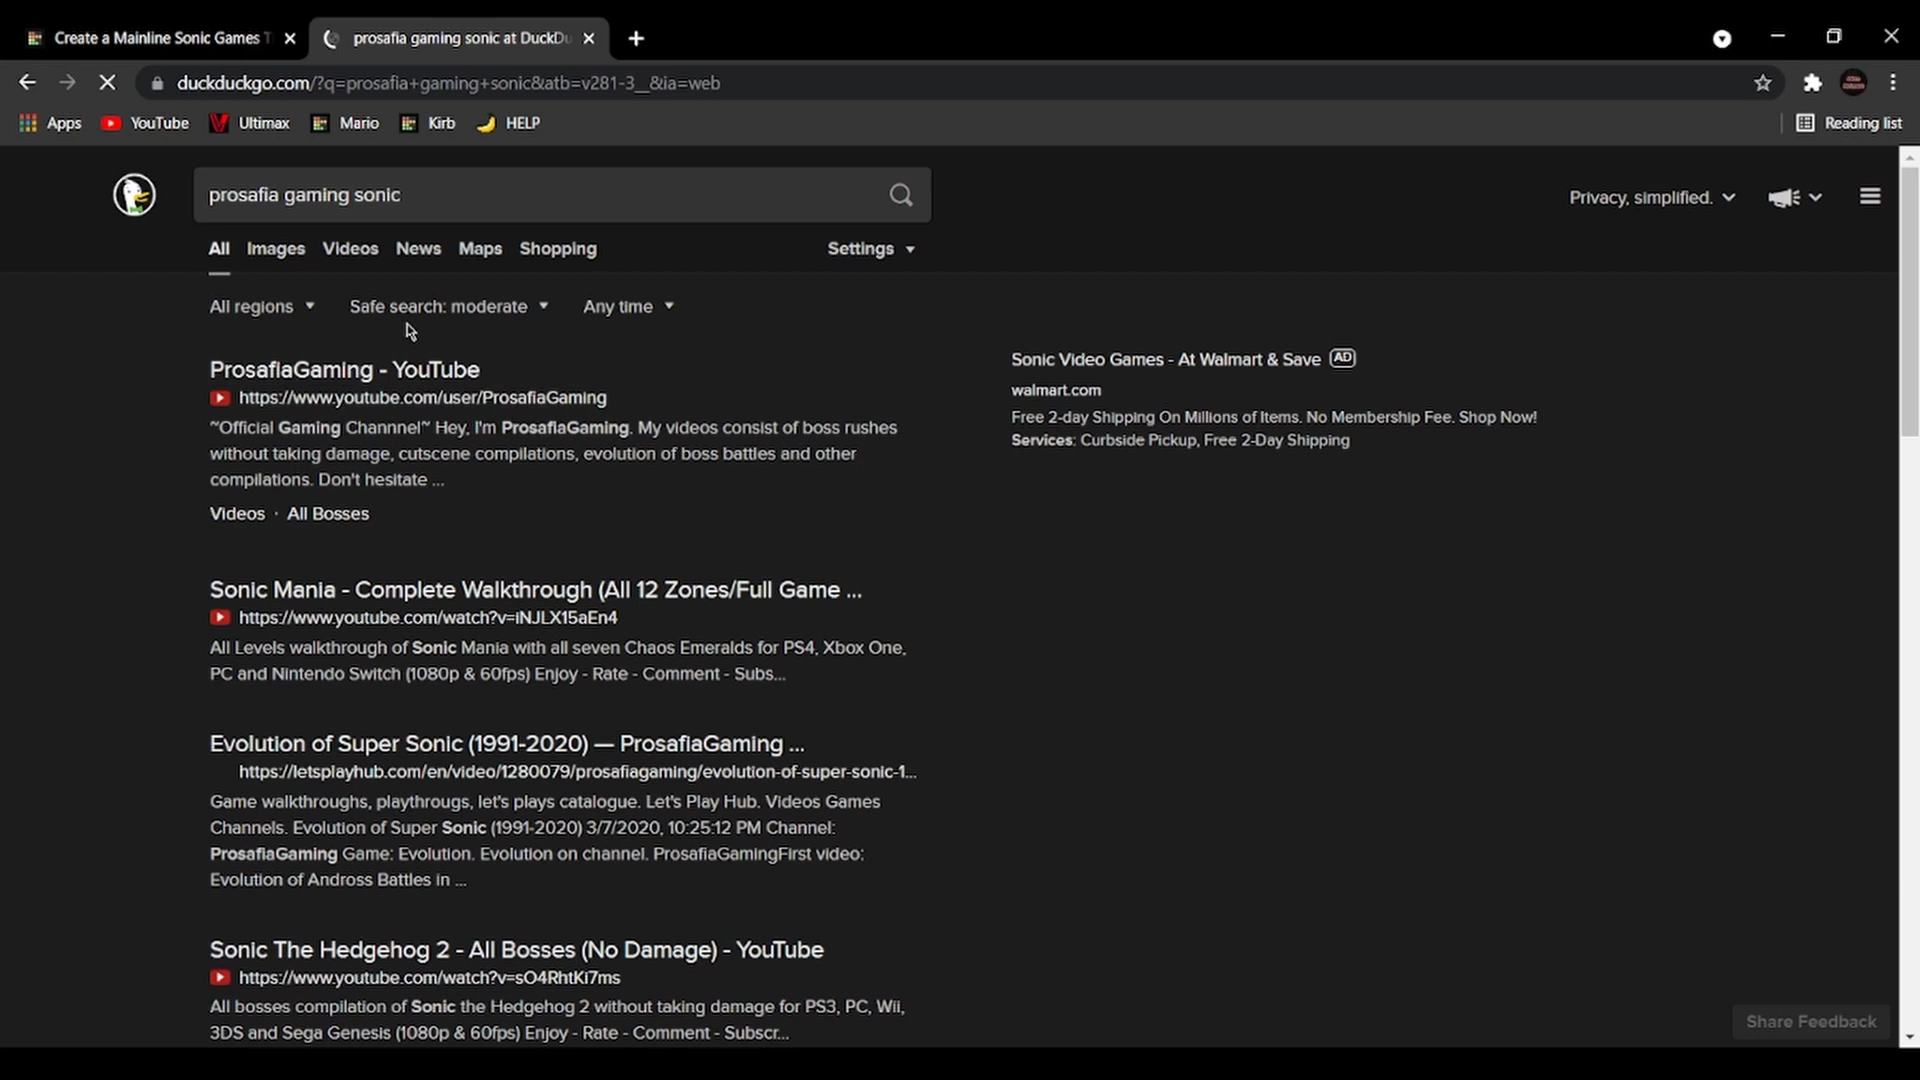 Create a Mainline Sonic Games T
prosafia gaming sonic at DuckDu
duckduckgo.com/?q=prosafia+gaming+sonic&atb=v281-3__&ia=web
Apps YouTube Ultimax Mario Kirb HELP Reading list
prosafia gaming sonic
Privacy, simplified.
All Images Videos News Maps Shopping Settings
All regions Safe search: moderate Any time
ProsafiaGaming - YouTube
https://www.youtube.com/user/ProsafiaGaming
~Official Gaming Channnel~ Hey, I'm ProsafiaGaming. My videos consist of boss rushes
without taking damage, cutscene compilations, evolution of boss battles and other
compilations. Don't hesitate ...
Videos · All Bosses
Sonic Video Games - At Walmart & Save AD
walmart.com
Free 2-day Shipping On Millions of Items. No Membership Fee. Shop Now!
Services: Curbside Pickup, Free 2-Day Shipping
Sonic Mania - Complete Walkthrough (All 12 Zones/Full Game ...
https://www.youtube.com/watch?v=iNJLX15aEn4
All Levels walkthrough of Sonic Mania with all seven Chaos Emeralds for PS4, Xbox One,
PC and Nintendo Switch (1080p & 60fps) Enjoy - Rate - Comment - Subs...
Evolution of Super Sonic (1991-2020) — ProsafiaGaming ...
https://letsplayhub.com/en/video/1280079/prosafiagaming/evolution-of-super-sonic-1...
Game walkthroughs, playthrougs, let's plays catalogue. Let's Play Hub. Videos Games
Channels. Evolution of Super Sonic (1991-2020) 3/7/2020, 10:25:12 PM Channel:
ProsafiaGaming Game: Evolution. Evolution on channel. ProsafiaGamingFirst video:
Evolution of Andross Battles in ...
Sonic The Hedgehog 2 - All Bosses (No Damage) - YouTube
https://www.youtube.com/watch?v=sO4RhtKi7ms
All bosses compilation of Sonic the Hedgehog 2 without taking damage for PS3, PC, Wii,
3DS and Sega Genesis (1080p & 60fps) Enjoy - Rate - Comment - Subscr...
Share Feedback